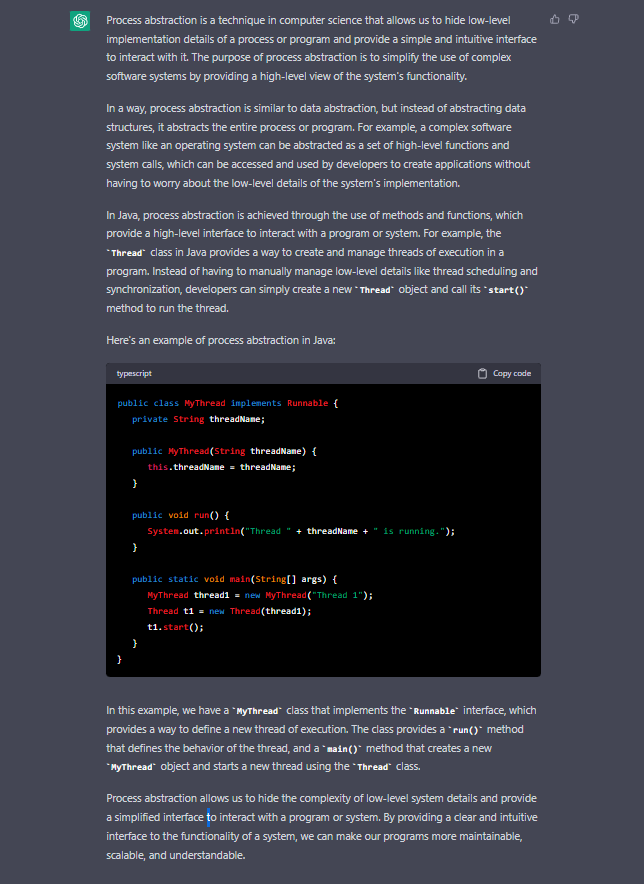 Process abstraction is a technique in computer science that allows us to hide low-level
implementation details of a process or program and provide a simple and intuitive interface
to interact with it. The purpose of process abstraction is to simplify the use of complex
software systems by providing a high-level view of the system's functionality.
In a way, process abstraction is similar to data abstraction, but instead of abstracting data
structures, it abstracts the entire process or program. For example, a complex software
system like an operating system can be abstracted as a set of high-level functions and
system calls, which can be accessed and used by developers to create applications without
having to worry about the low-level details of the system's implementation.
In Java, process abstraction is achieved through the use of methods and functions, which
provide a high-level interface to interact with a program or system. For example, the
`Thread` class in Java provides a way to create and manage threads of execution in a
program. Instead of having to manually manage low-level details like thread scheduling and
synchronization, developers can simply create a new `Thread` object and call its `start()`
method to run the thread.
Here's an example of process abstraction in Java:
typescript Copy code
public class MyThread implements Runnable {
private String threadName;
public MyThread(String threadName) {
this.threadName = threadName;
}
public void run() {
System.out.println("Thread " + threadName + " is running.");
}
public static void main(String[] args) {
MyThread thread1 = new MyThread("Thread 1");
Thread t1 = new Thread(thread1);
t1.start();
}
}
In this example, we have a `MyThread` class that implements the `Runnable` interface, which
provides a way to define a new thread of execution. The class provides a `run()` method
that defines the behavior of the thread, and a `main()` method that creates a new
`MyThread` object and starts a new thread using the `Thread` class.
Process abstraction allows us to hide the complexity of low-level system details and provide
a simplified interface to interact with a program or system. By providing a clear and intuitive
interface to the functionality of a system, we can make our programs more maintainable,
scalable, and understandable.